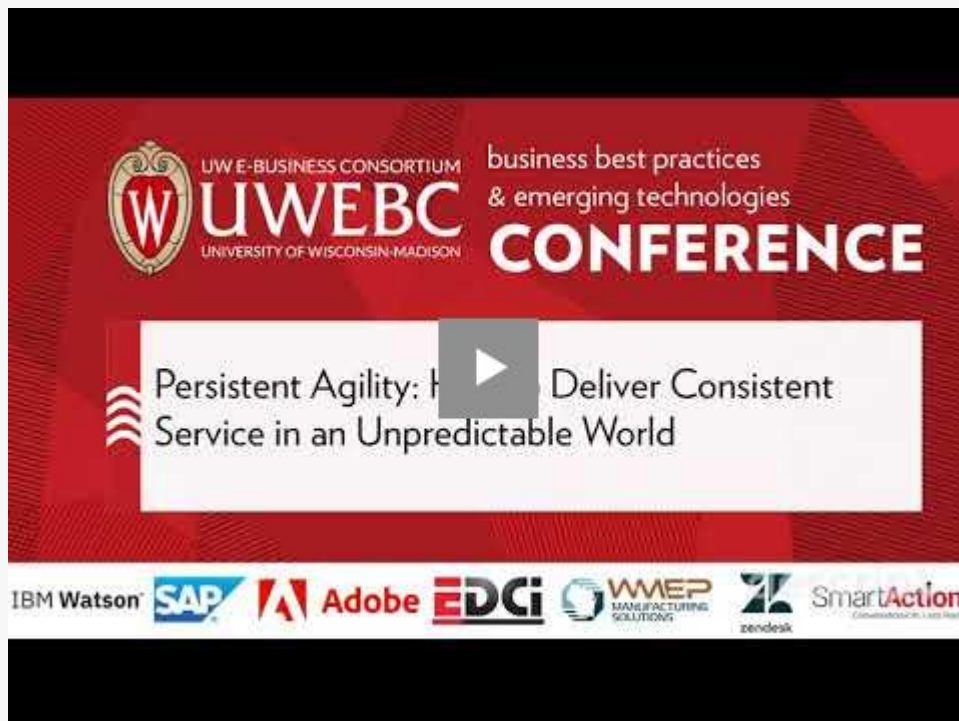 W
UW E-BUSINESS CONSORTIUM
UWEBC
UNIVERSITY OF WISCONSIN-MADISON
business best practices
& emerging technologies
CONFERENCE
Persistent Agility: H Deliver Consistent
Service in an Unpredictable World
IBM Watson SAP Adobe EDCi WMEP MANUFACTURING SOLUTIONS zendesk SmartAction